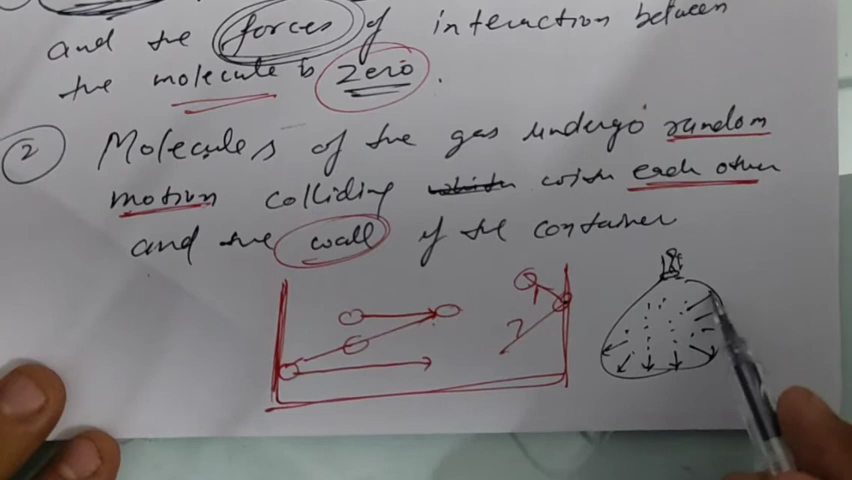 and the forces of interaction between
the molecule is zero.
② Molecules of the gas undergo random
motion colliding with each other
and the wall of the container